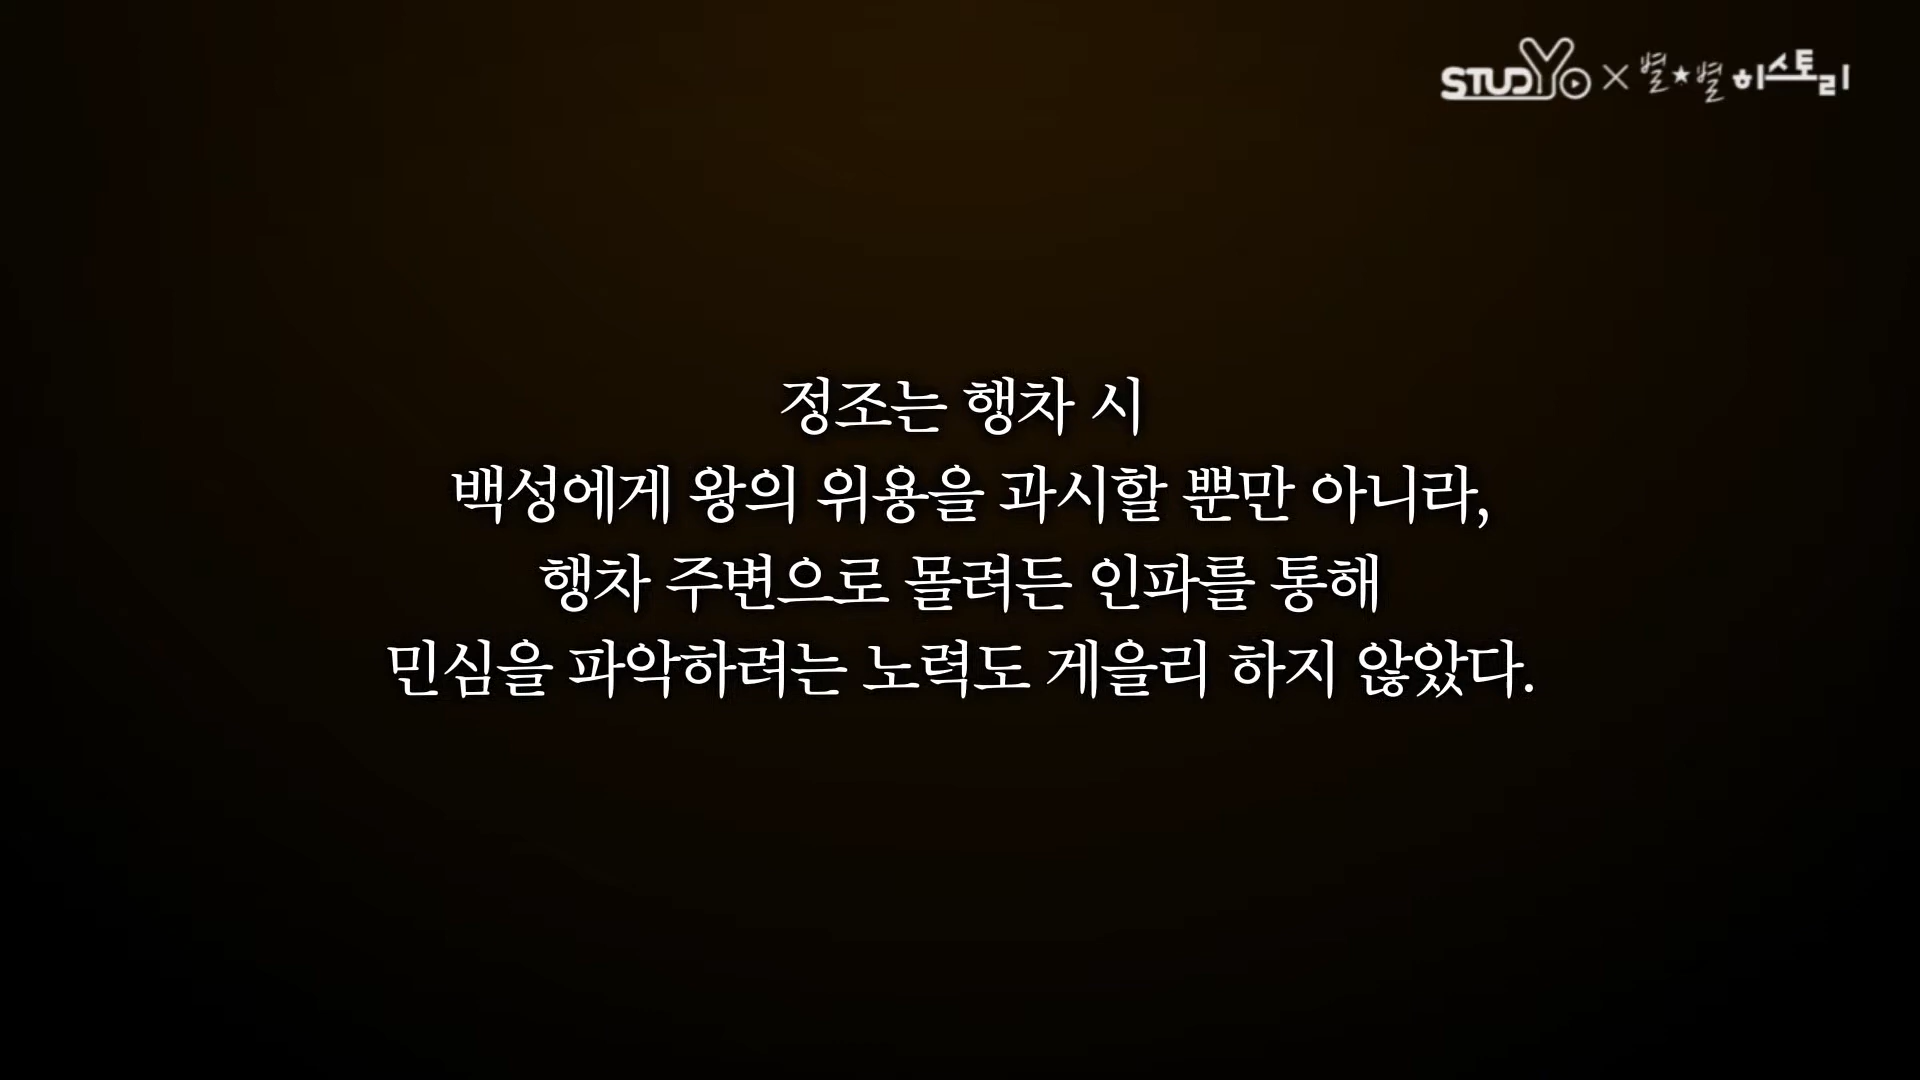 STUDYO × 별★별 히스토리
정조는 행차 시
백성에게 왕의 위용을 과시할 뿐만 아니라,
행차 주변으로 몰려든 인파를 통해
민심을 파악하려는 노력도 게을리 하지 않았다.